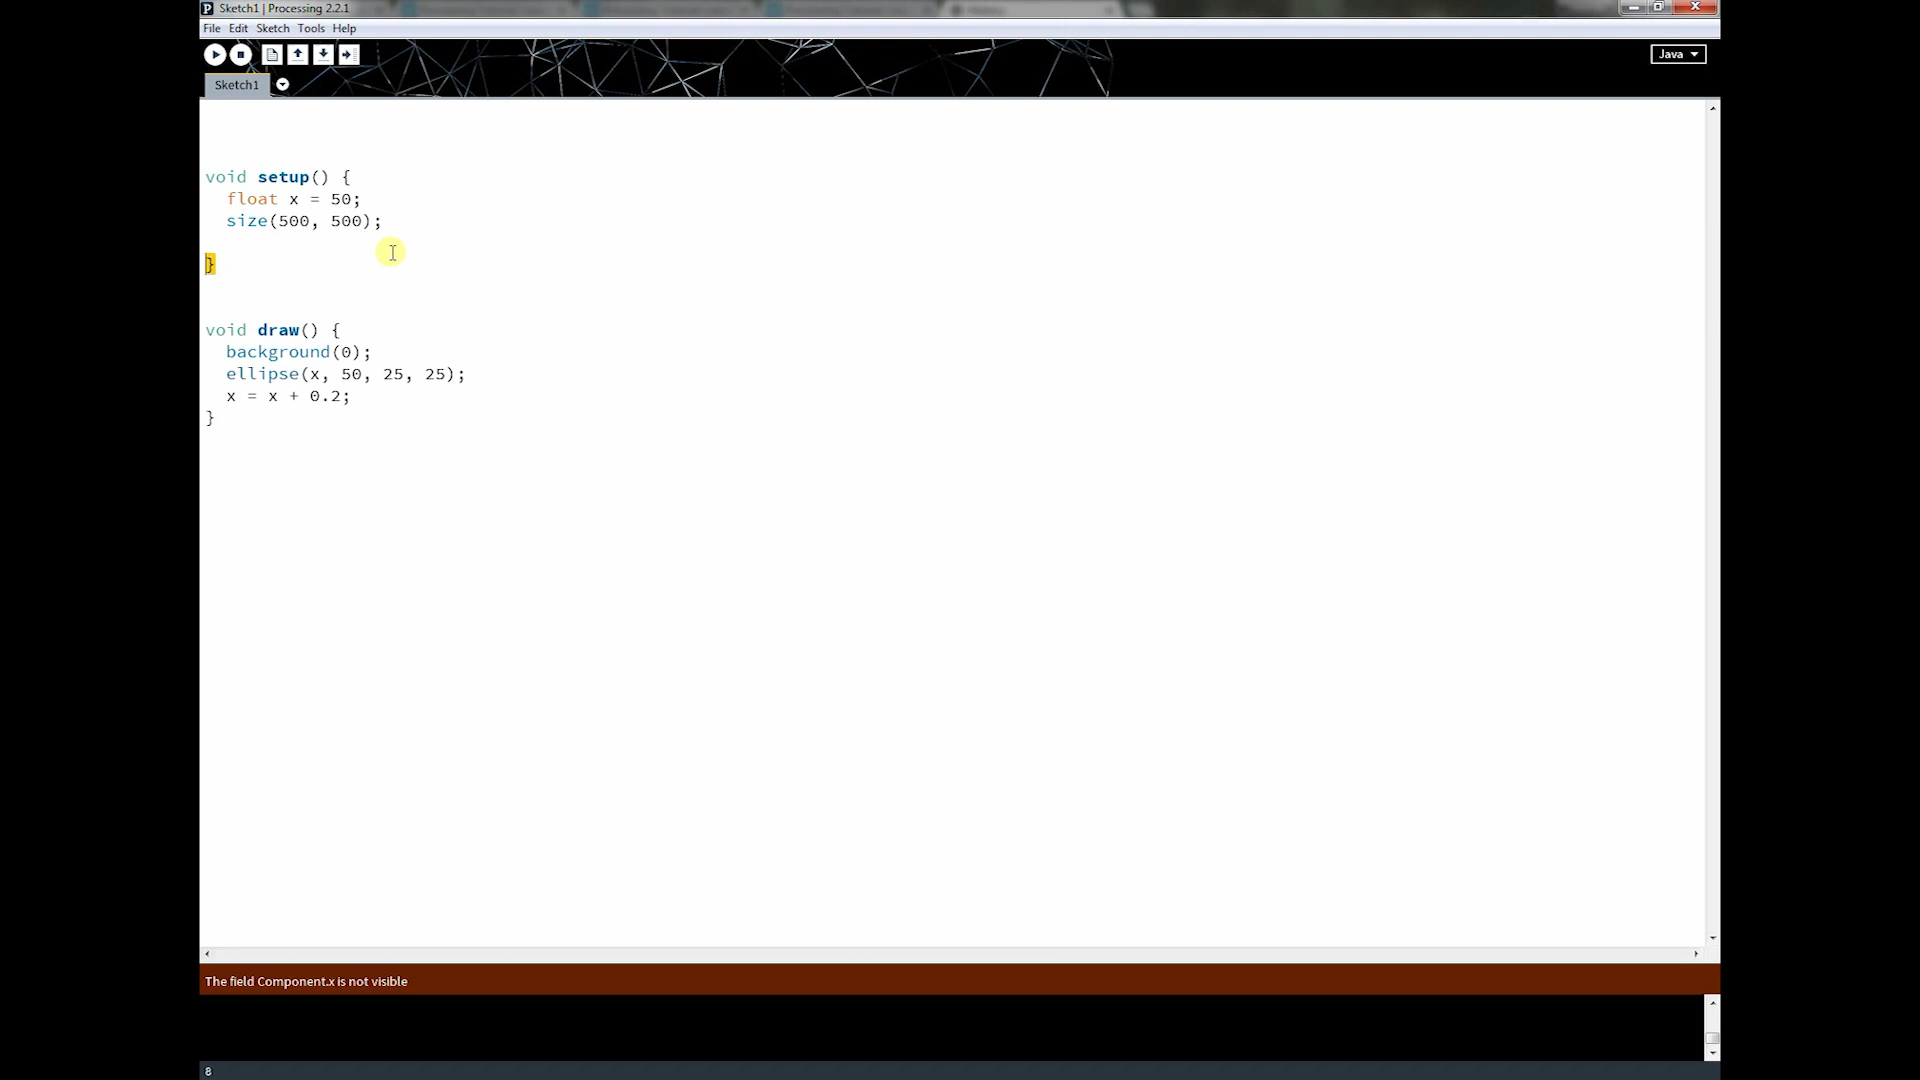 Sketch1 | Processing 2.2.1
File Edit Sketch Tools Help
Java
Sketch1
void setup() {
float x = 50;
size(500, 500);
}
void draw() {
background(0);
ellipse(x, 50, 25, 25);
x = x + 0.2;
}
The field Component.x is not visible
8